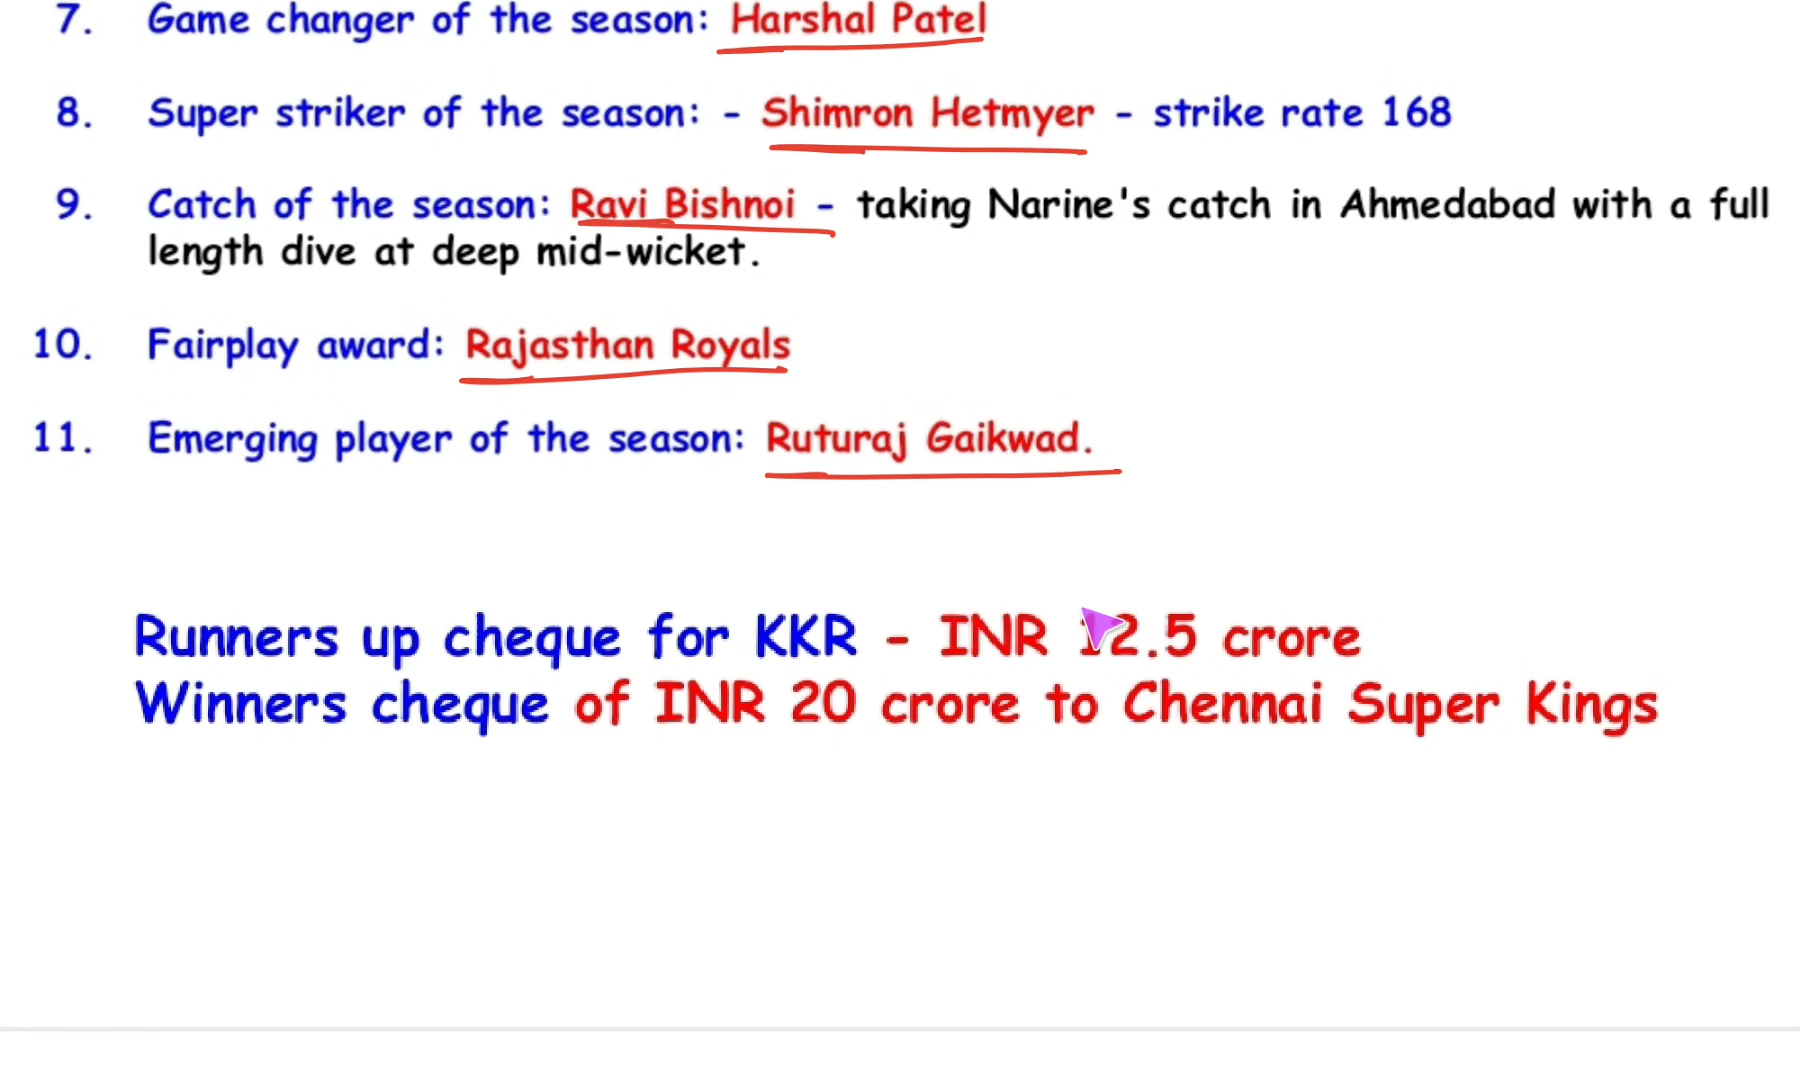 7. Game changer of the season: Harshal Patel
8. Super striker of the season: - Shimron Hetmyer - strike rate 168
9. Catch of the season: Ravi Bishnoi - taking Narine's catch in Ahmedabad with a full
length dive at deep mid-wicket.
10. Fairplay award: Rajasthan Royals
11. Emerging player of the season: Ruturaj Gaikwad.
Runners up cheque for KKR - INR 12.5 crore
Winners cheque of INR 20 crore to Chennai Super Kings